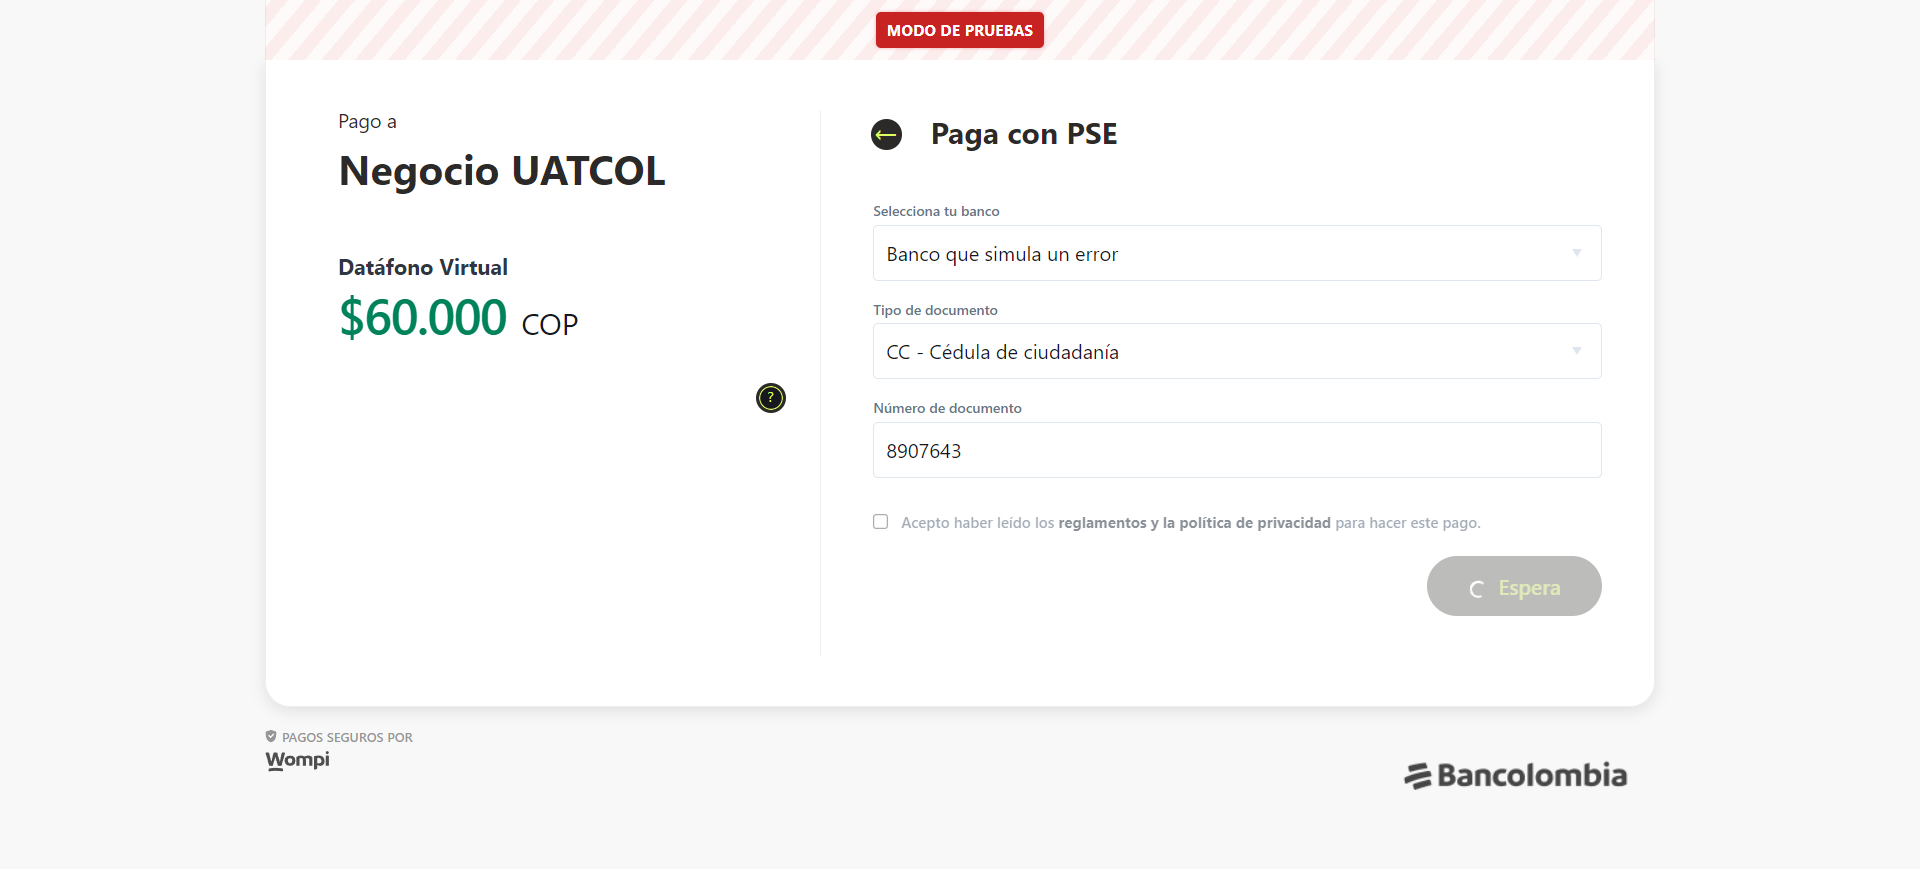 MODO DE PRUEBAS
Pago a
Negocio UATCOL
Datáfono Virtual
$60.000 COP
?
Paga con PSE
Selecciona tu banco
Banco que simula un error
Tipo de documento
CC - Cédula de ciudadanía
Número de documento
8907643
Acepto haber leído los reglamentos y la política de privacidad para hacer este pago.
Espera
PAGOS SEGUROS POR
Wompi
Bancolombia